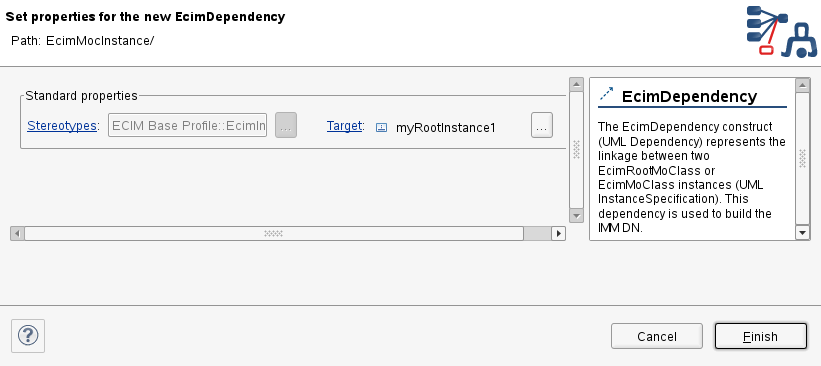 Set properties for the new EcimDependency
Path: EcimMocInstance/
Standard properties
Stereotypes: ECIM Base Profile::EcimIn ... Target: myRootInstance1 ...
EcimDependency
The EcimDependency construct
(UML Dependency) represents the
linkage between two
EcimRootMoClass or
EcimMoClass instances (UML
InstanceSpecification). This
dependency is used to build the
IMM DN.
? Cancel Finish